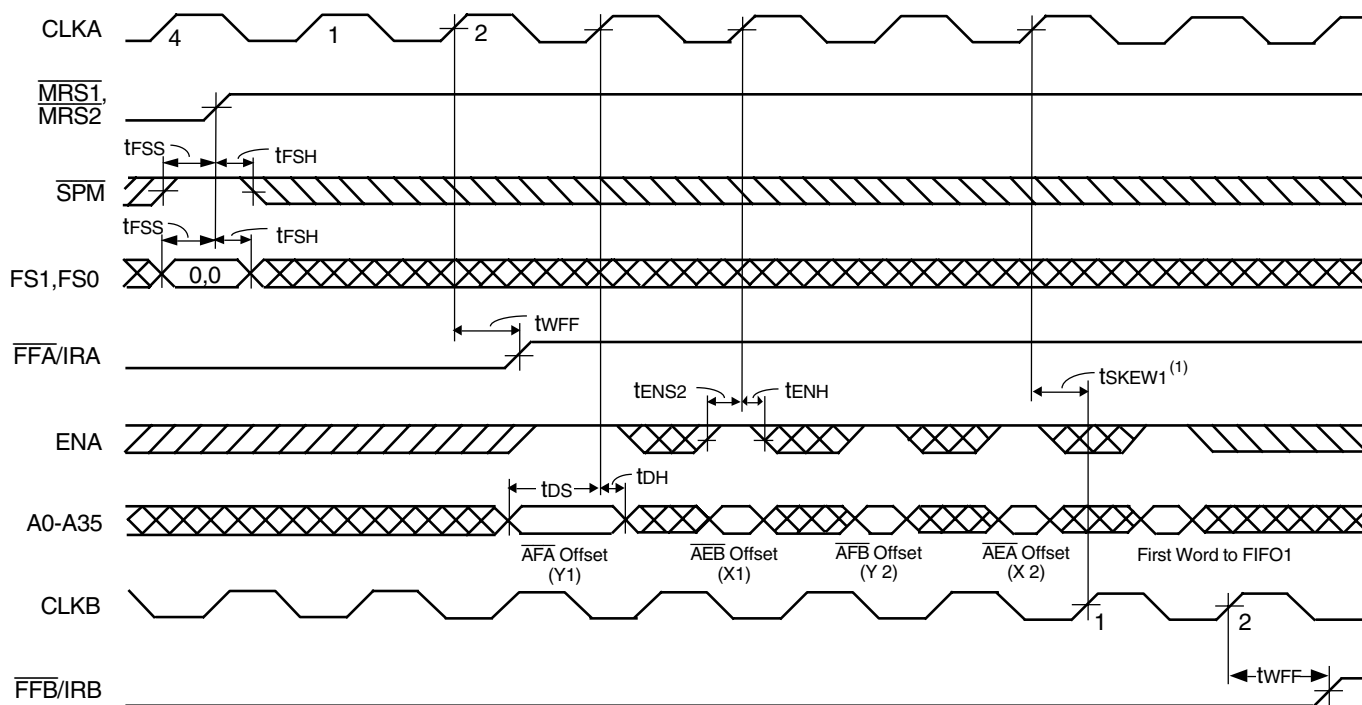 CLKA
4
1
2
MRS1,
MRS2
tFSS
tFSH
SPM
tFSS
tFSH
FS1,FS0
0,0
tWFF
FFA/IRA
tENS2
tENH
tSKEW1(1)
ENA
tDS
tDH
A0-A35
AFA Offset
(Y1)
AEB Offset
(X1)
AFB Offset
(Y 2)
AEA Offset
(X 2)
First Word to FIFO1
CLKB
1
2
tWFF
FFB/IRB